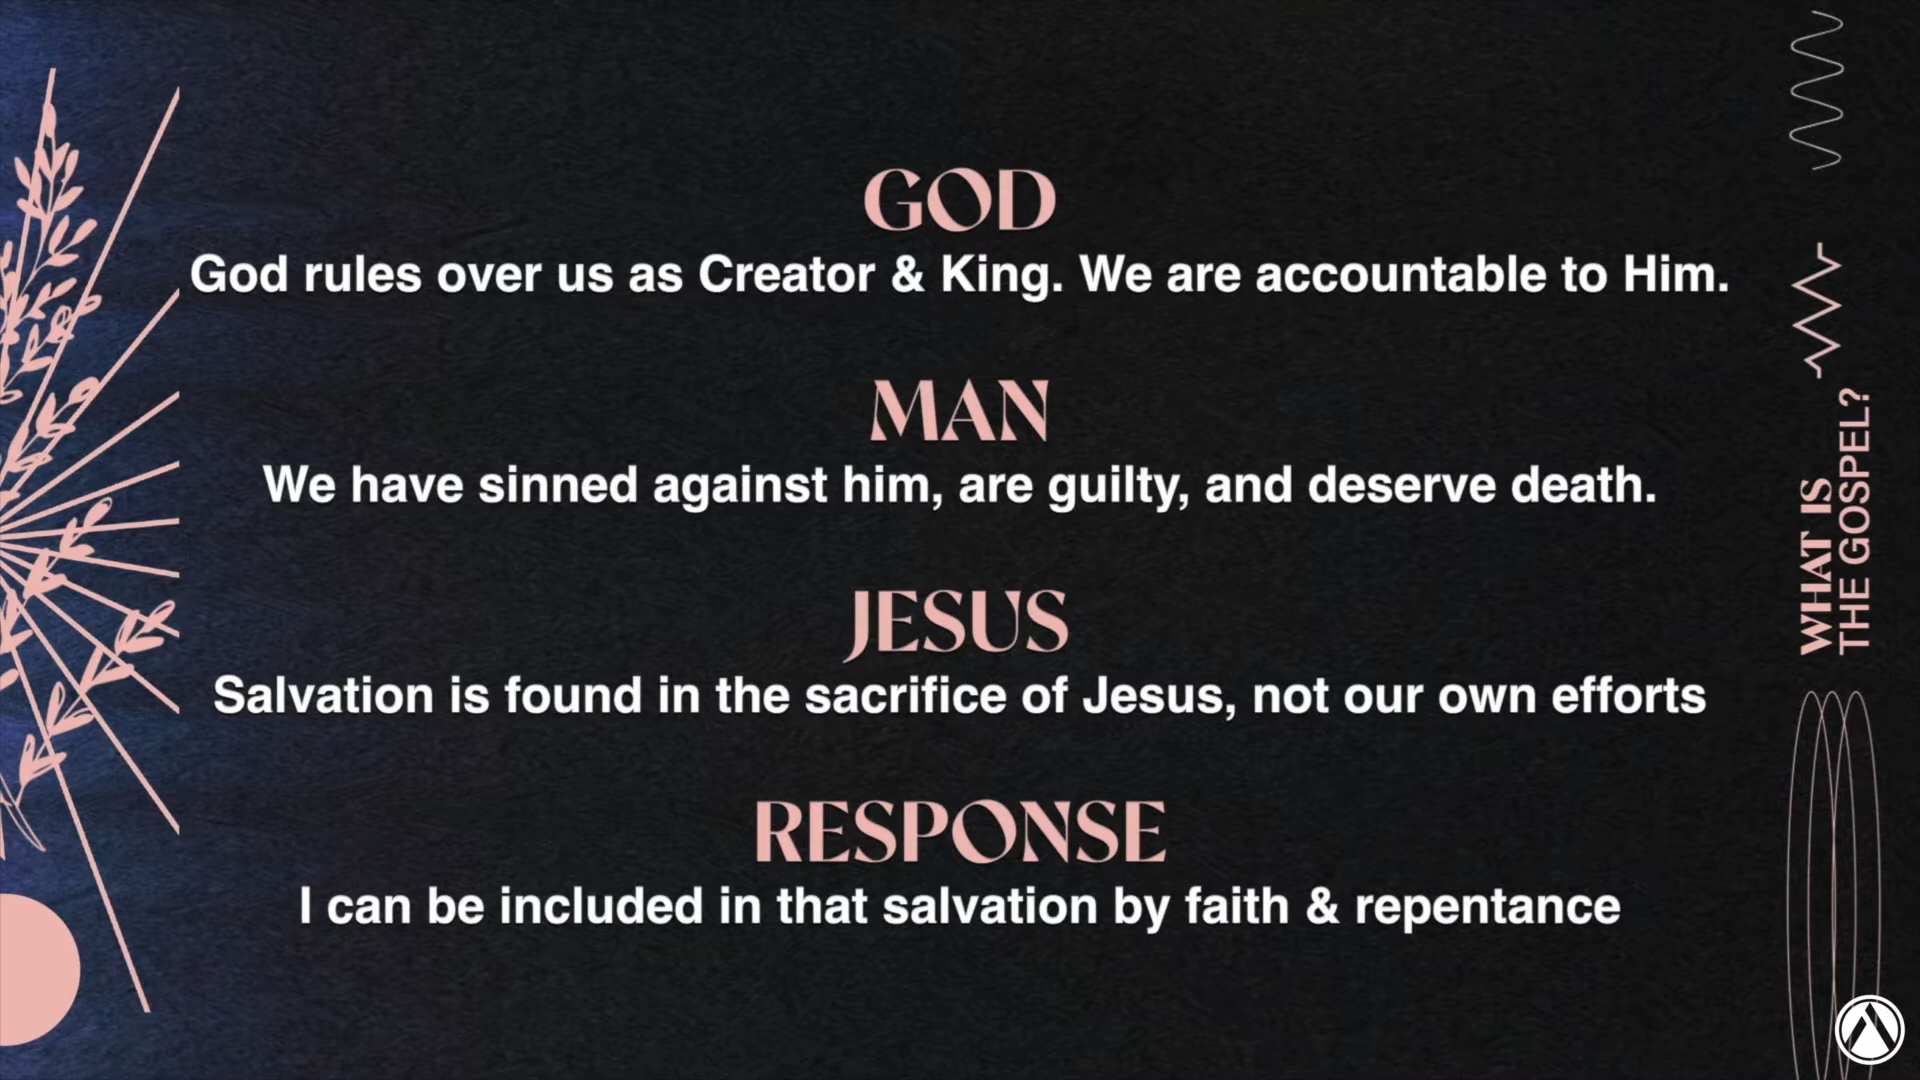 GOD
God rules over us as Creator & King. We are accountable to Him.
MAN
We have sinned against him, are guilty, and deserve death.
JESUS
Salvation is found in the sacrifice of Jesus, not our own efforts
RESPONSE
I can be included in that salvation by faith & repentance
WHAT IS
THE GOSPEL?